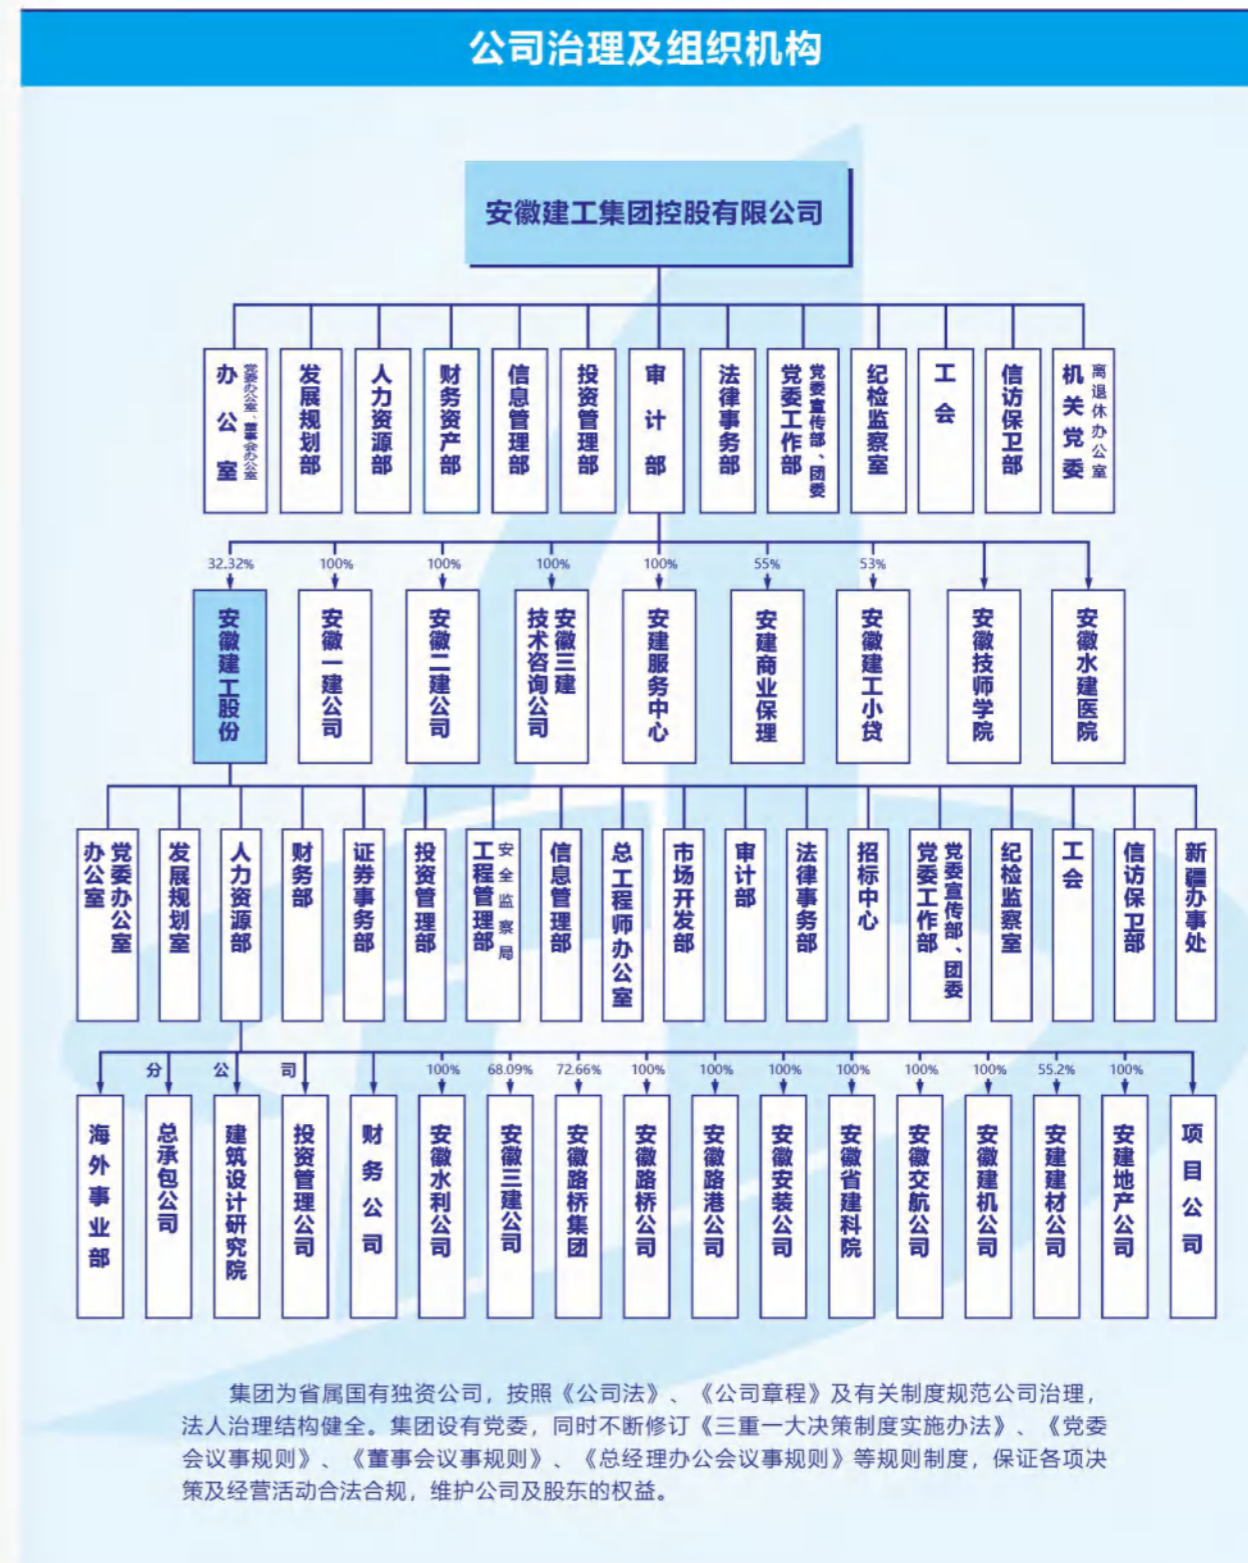 公司治理及组织机构
安徽建工集团控股有限公司
办公室
党委办公室、董事会办公室
发展规划部
人力资源部
财务资产部
信息管理部
投资管理部
审计部
法律事务部
党委工作部
党委宣传部、团委
纪检监察室
工会
信访保卫部
机关党委
离退休办公室
32.32%
100%
100%
100%
100%
55%
53%
安徽建工股份
安徽一建公司
安徽二建公司
安徽三建
技术咨询公司
安建服务中心
安建商业保理
安徽建工小贷
安徽技师学院
安徽水建医院
办公室
党委办公室
发展规划室
人力资源部
财务部
证券事务部
投资管理部
工程管理部
安全监察局
信息管理部
总工程师办公室
市场开发部
审计部
法律事务部
招标中心
党委工作部
党委宣传部、团委
纪检监察室
工会
信访保卫部
新疆办事处
分公司
100%
68.09%
72.66%
100%
100%
100%
100%
100%
100%
55.2%
100%
海外事业部
总承包公司
建筑设计研究院
投资管理公司
财务公司
安徽水利公司
安徽三建公司
安徽路桥集团
安徽路桥公司
安徽路港公司
安徽安装公司
安徽省建科院
安徽交航公司
安徽建机公司
安建建材公司
安建地产公司
项目公司
集团为省属国有独资公司，按照《公司法》、《公司章程》及有关制度规范公司治理，
法人治理结构健全。集团设有党委，同时不断修订《三重一大决策制度实施办法》、《党委
会议事规则》、《董事会议事规则》、《总经理办公会议事规则》等规则制度，保证各项决
策及经营活动合法合规，维护公司及股东的权益。